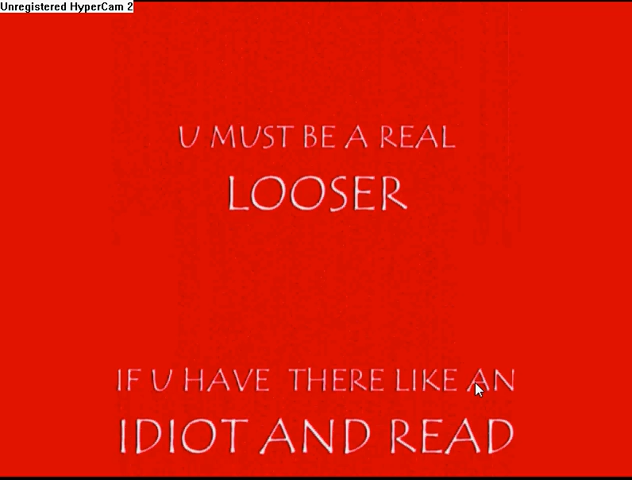 Unregistered HyperCam 2
U MUST BE A REAL
LOOSER
IF U HAVE THERE LIKE AN
IDIOT AND READ